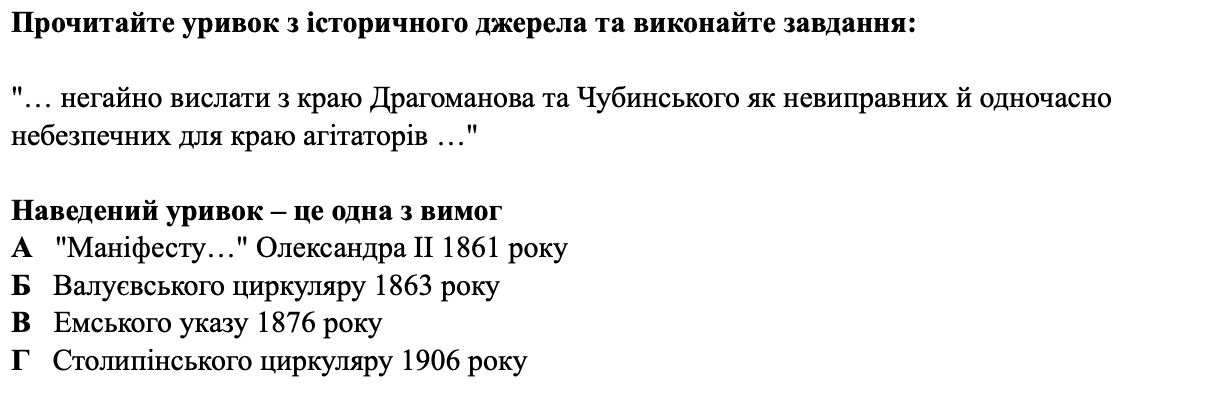 Прочитайте уривок з історичного джерела та виконайте завдання:
"… негайно вислати з краю Драгоманова та Чубинського як невиправних й одночасно
небезпечних для краю агітаторів …"
Наведений уривок – це одна з вимог
А "Маніфесту…" Олександра ІІ 1861 року
Б Валуєвського циркуляру 1863 року
В Емського указу 1876 року
Г Столипінського циркуляру 1906 року